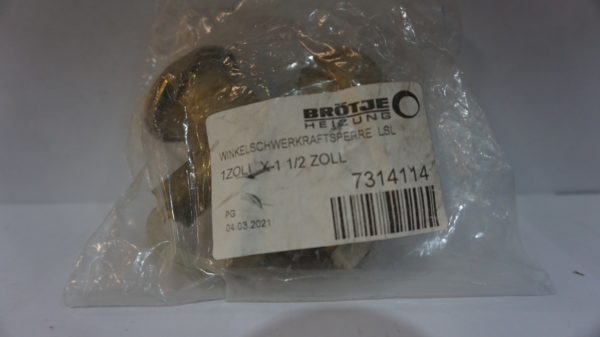 BRÖTJE
HEIZUNG
WINKELSCHWERKRAFTSPERRE LSL
1ZOLL X 1 1/2 ZOLL
7314114
PG
04.03.2021